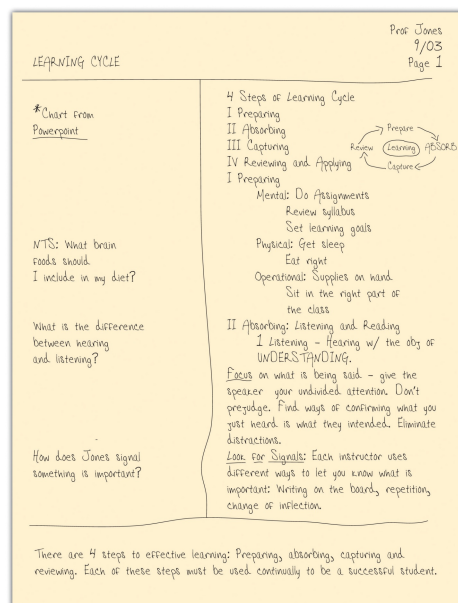 Prof Jones
9/03
LEARNING CYCLE
Page 1
*Chart from
Powerpoint
NTS: What brain
foods should
I include in my diet?
What is the difference
between hearing
and listening?
How does Jones signal
something is important?
4 Steps of Learning Cycle
I Preparing
II Absorbing
III Capturing
IV Reviewing and Applying
Prepare
Review
Learning
ABSORB
Capture
I Preparing
Mental: Do Assignments
Review syllabus
Set learning goals
Physical: Get sleep
Eat right
Operational: Supplies on hand
Sit in the right part of
the class
II Absorbing: Listening and Reading
1 Listening – Hearing w/ the obj of
UNDERSTANDING.
Focus on what is being said – give the
speaker your undivided attention. Don't
prejudge. Find ways of confirming what you
just heard is what they intended. Eliminate
distractions.
Look for Signals: Each instructor uses
different ways to let you know what is
important: Writing on the board, repetition,
change of inflection.
There are 4 steps to effective learning: Preparing, absorbing, capturing and
reviewing. Each of these steps must be used continually to be a successful student.